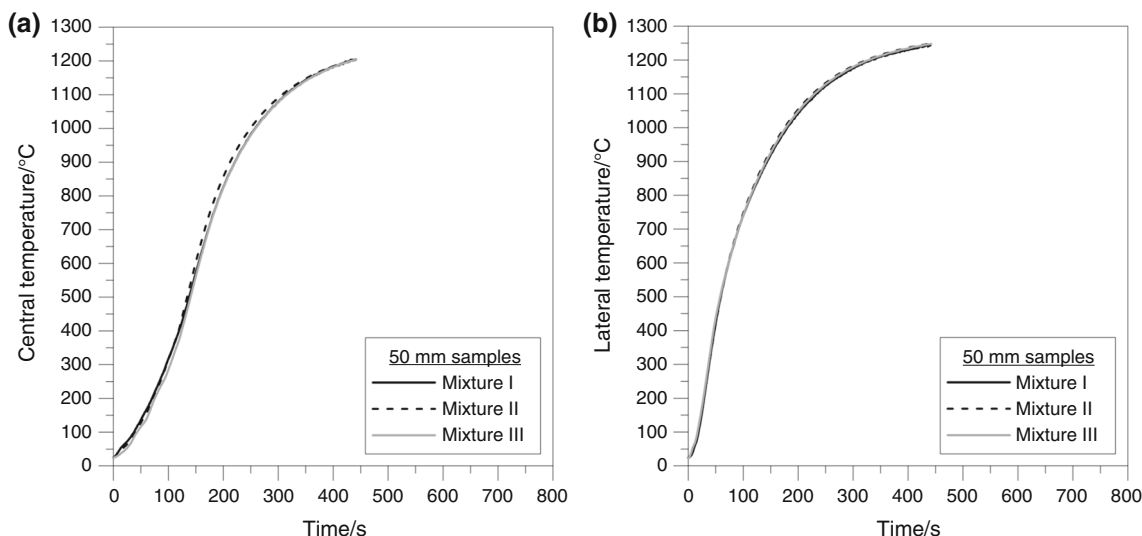 (a)
1300
1200
1100
1000
900
800
700
600
500
400
300
200
100
0
Central temperature/°C
0 100 200 300 400 500 600 700 800
Time/s
50 mm samples
Mixture I
Mixture II
Mixture III
(b)
1300
1200
1100
1000
900
800
700
600
500
400
300
200
100
0
Lateral temperature/°C
0 100 200 300 400 500 600 700 800
Time/s
50 mm samples
Mixture I
Mixture II
Mixture III